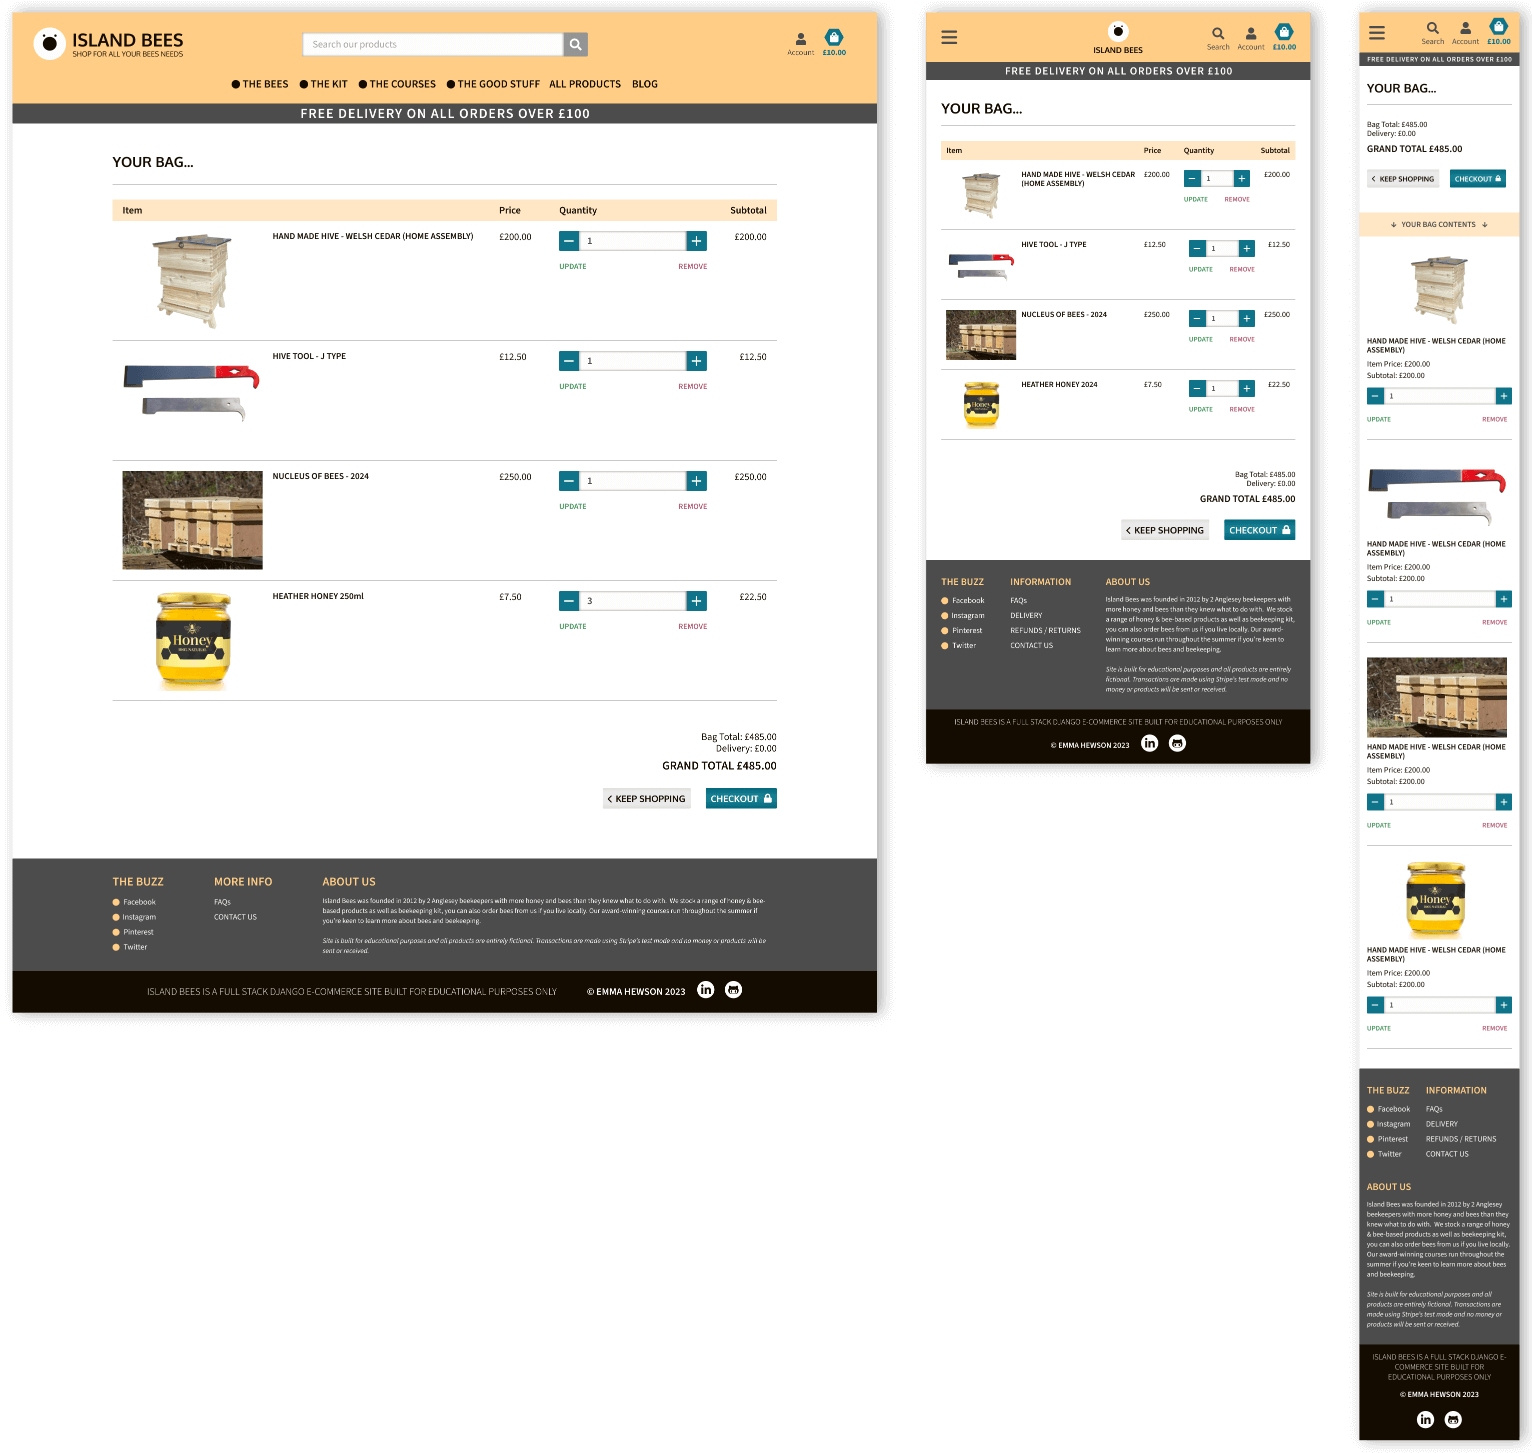 ISLAND BEES
SHOP FOR ALL YOUR BEES NEEDS
Search our products
Account £10.00
THE BEES THE KIT THE COURSES THE GOOD STUFF ALL PRODUCTS BLOG
FREE DELIVERY ON ALL ORDERS OVER £100
YOUR BAG...
Item Price Quantity Subtotal
HAND MADE HIVE - WELSH CEDAR (HOME ASSEMBLY) £200.00 1 £200.00
UPDATE REMOVE
HIVE TOOL - J TYPE £12.50 1 £12.50
UPDATE REMOVE
NUCLEUS OF BEES - 2024 £250.00 1 £250.00
UPDATE REMOVE
HEATHER HONEY 250ml £7.50 3 £22.50
UPDATE REMOVE
Honey
Bag Total: £485.00
Delivery: £0.00
GRAND TOTAL £485.00
KEEP SHOPPING CHECKOUT
THE BUZZ MORE INFO ABOUT US
Facebook FAQs
Instagram CONTACT US
Pinterest
Twitter
Island Bees was founded in 2012 by 2 Anglesey beekeepers with more honey and bees than they knew what to do with. We stock a range of honey & bee-
based products as well as beekeeping kit, you can also order bees from us if you live locally. Our award-winning courses run throughout the summer if
you're keen to learn more about bees and beekeeping.
Site is built for educational purposes and all products are entirely fictional. Transactions are made using Stripe's test mode and no money or products will be
sent or received.
ISLAND BEES IS A FULL STACK DJANGO E-COMMERCE SITE BUILT FOR EDUCATIONAL PURPOSES ONLY © EMMA HEWSON 2023 in
ISLAND BEES
Search Account £10.00
FREE DELIVERY ON ALL ORDERS OVER £100
YOUR BAG...
Item Price Quantity Subtotal
HAND MADE HIVE - WELSH CEDAR £200.00 1 £200.00
(HOME ASSEMBLY)
UPDATE REMOVE
HIVE TOOL - J TYPE £12.50 1 £12.50
UPDATE REMOVE
NUCLEUS OF BEES - 2024 £250.00 1 £250.00
UPDATE REMOVE
HEATHER HONEY 2024 £7.50 1 £22.50
UPDATE REMOVE
Honey
Bag Total: £485.00
Delivery: £0.00
GRAND TOTAL £485.00
KEEP SHOPPING CHECKOUT
THE BUZZ INFORMATION ABOUT US
Facebook FAQs
Instagram DELIVERY
Pinterest REFUNDS / RETURNS
Twitter CONTACT US
Island Bees was founded in 2012 by 2 Anglesey beekeepers with
more honey and bees than they knew what to do with. We stock
a range of honey & bee-based products as well as beekeeping kit,
you can also order bees from us if you live locally. Our award-
winning courses run throughout the summer if you're keen to
learn more about bees and beekeeping.
Site is built for educational purposes and all products are entirely
fictional. Transactions are made using Stripe's test mode and no
money or products will be sent or received.
ISLAND BEES IS A FULL STACK DJANGO E-COMMERCE SITE BUILT FOR EDUCATIONAL PURPOSES ONLY
© EMMA HEWSON 2023 in
Search Account £10.00
FREE DELIVERY ON ALL ORDERS OVER £100
YOUR BAG...
Bag Total: £485.00
Delivery: £0.00
GRAND TOTAL £485.00
KEEP SHOPPING CHECKOUT
YOUR BAG CONTENTS
HAND MADE HIVE - WELSH CEDAR (HOME
ASSEMBLY)
Item Price: £200.00
Subtotal: £200.00
1
UPDATE REMOVE
HAND MADE HIVE - WELSH CEDAR (HOME
ASSEMBLY)
Item Price: £200.00
Subtotal: £200.00
1
UPDATE REMOVE
HAND MADE HIVE - WELSH CEDAR (HOME
ASSEMBLY)
Item Price: £200.00
Subtotal: £200.00
1
UPDATE REMOVE
Honey
HAND MADE HIVE - WELSH CEDAR (HOME
ASSEMBLY)
Item Price: £200.00
Subtotal: £200.00
1
UPDATE REMOVE
THE BUZZ INFORMATION
Facebook FAQs
Instagram DELIVERY
Pinterest REFUNDS / RETURNS
Twitter CONTACT US
ABOUT US
Island Bees was founded in 2012 by 2 Anglesey
beekeepers with more honey and bees than they
knew what to do with. We stock a range of honey
& bee-based products as well as beekeeping kit,
you can also order bees from us if you live locally.
Our award-winning courses run throughout the
summer if you're keen to learn more about bees
and beekeeping.
Site is built for educational purposes and all
products are entirely fictional. Transactions are
made using Stripe's test mode and no money or
products will be sent or received.
ISLAND BEES IS A FULL STACK DJANGO E-
COMMERCE SITE BUILT FOR
EDUCATIONAL PURPOSES ONLY
© EMMA HEWSON 2023
in